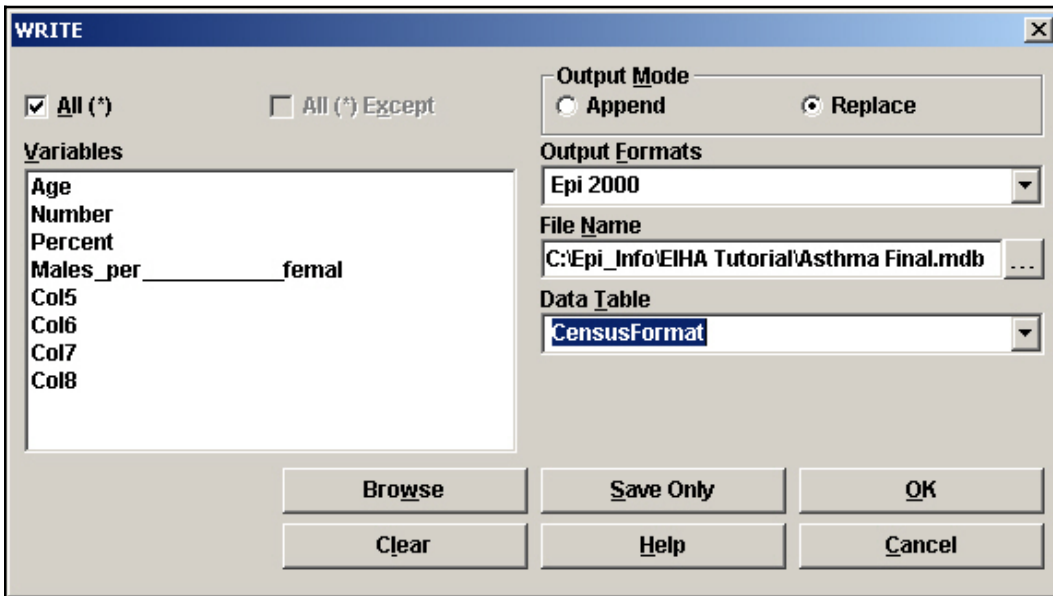 WRITE
All (*)
All (*) Except
Output Mode
Append
Replace
Variables
Age
Number
Percent
Males_per____________femal
Col5
Col6
Col7
Col8
Output Formats
Epi 2000
File Name
C:\Epi_Info\EIHA Tutorial\Asthma Final.mdb
...
Data Table
CensusFormat
Browse
Save Only
OK
Clear
Help
Cancel